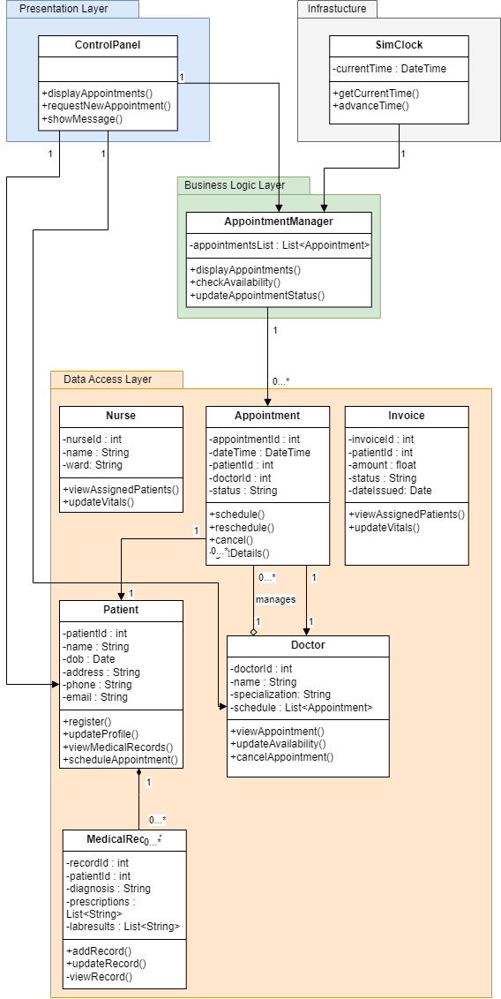 Presentation Layer
Infrastucture
ControlPanel
+displayAppointments()
+requestNewAppointment()
+showMessage()
SimClock
-currentTime : DateTime
+getCurrentTime()
+advanceTime()
1
1
1
1
Business Logic Layer
AppointmentManager
-appointmentsList : List<Appointment>
+displayAppointments()
+checkAvailability()
+updateAppointmentStatus()
1
0...*
Data Access Layer
Nurse
-nurseId : int
-name : String
-ward: String
+viewAssignedPatients()
+updateVitals()
Appointment
-appointmentId : int
-dateTime : DateTime
-patientId : int
-doctorId : int
-status : String
+schedule()
+reschedule()
+cancel()
0...*
tDetails()
Invoice
-invoiceId : int
-patientId : int
-amount : float
-status : String
-dateIssued: Date
+viewAssignedPatients()
+updateVitals()
1
1
0...*
1
manages
1
1
Patient
-patientId : int
-name : String
-dob : Date
-address : String
-phone : String
-email : String
+register()
+updateProfile()
+viewMedicalRecords()
+scheduleAppointment()
Doctor
-doctorId : int
-name : String
-specialization: String
-schedule : List<Appointment>
+viewAppointment()
+updateAvailability()
+cancelAppointment()
1
0...*
MedicalRec
0...*
-recordId : int
-patientId : int
-diagnosis : String
-prescriptions :
List<String>
-labresults : List<String>
+addRecord()
+updateRecord()
-viewRecord()